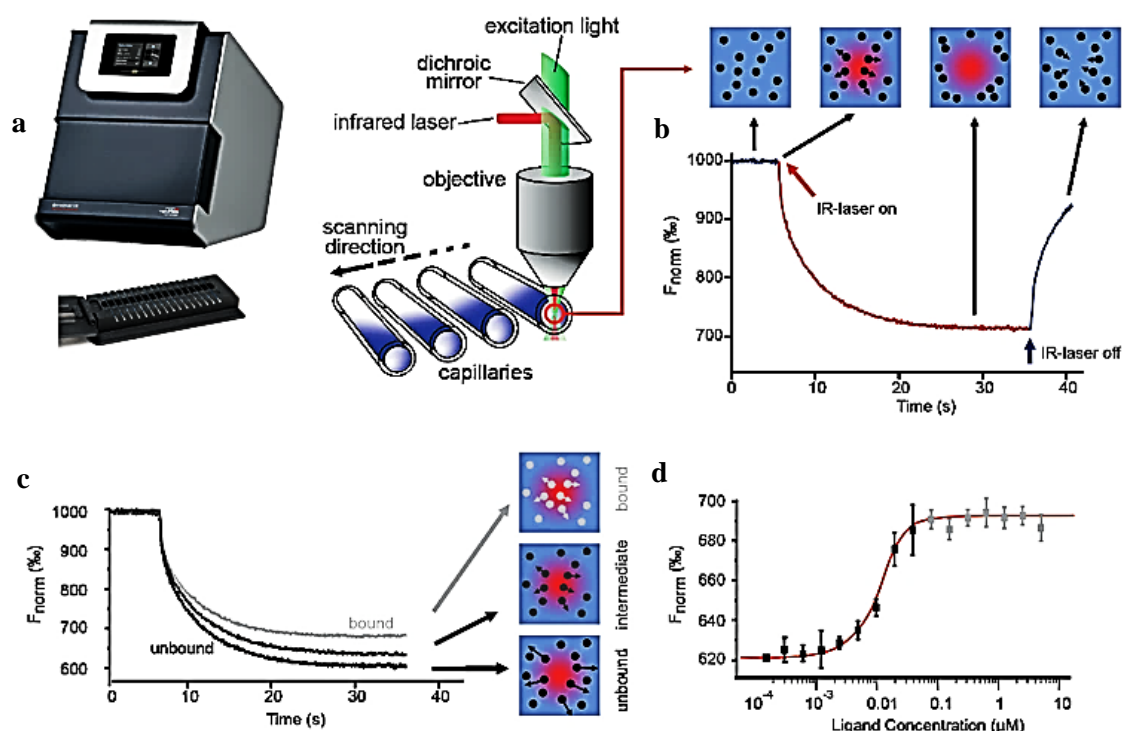 a
excitation light
dichroic
mirror
infrared laser
objective
scanning
direction
capillaries
b
1000
900
800
700
Fnorm (‰)
IR-laser on
IR-laser off
0
10
20
30
40
Time (s)
c
1000
900
800
700
600
Fnorm (‰)
bound
unbound
0
10
20
30
40
Time (s)
bound
intermediate
unbound
d
700
680
660
640
620
Fnorm (‰)
10⁻⁴
10⁻³
0.01
0.1
1
10
Ligand Concentration (µM)